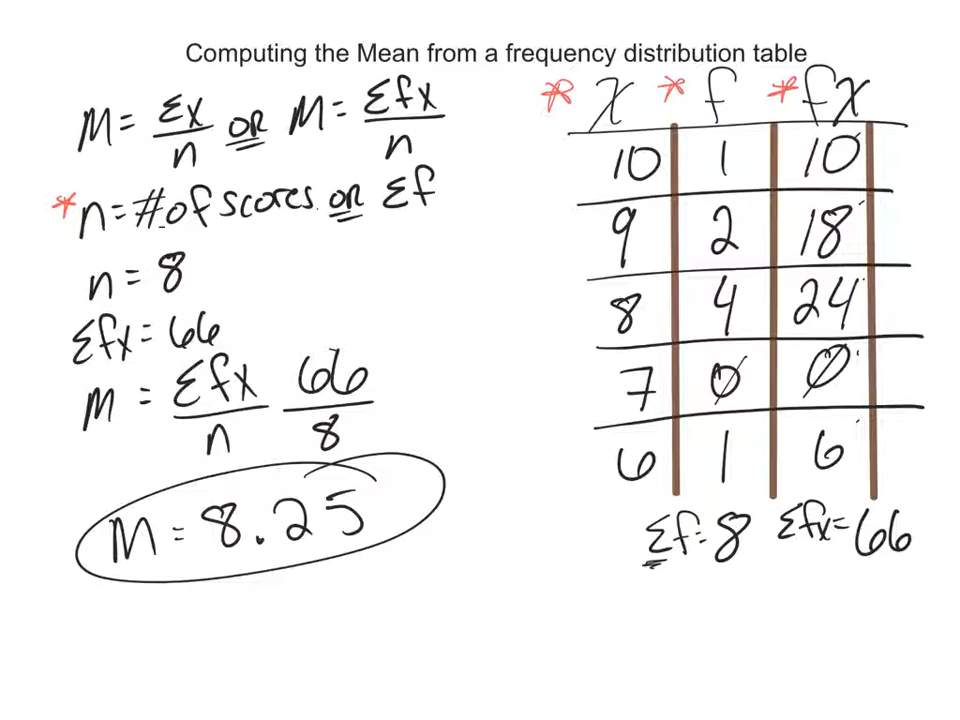 Computing the Mean from a frequency distribution table
M = Σx/n OR M = Σfx/n
* n = # of scores. OR Σf
n = 8
Σfx = 66
M = Σfx/n 66/8
M = 8.25
* x * f * fx
10 1 10
9 2 18
8 4 24
7 0 0
6 1 6
Σf = 8 Σfx = 66